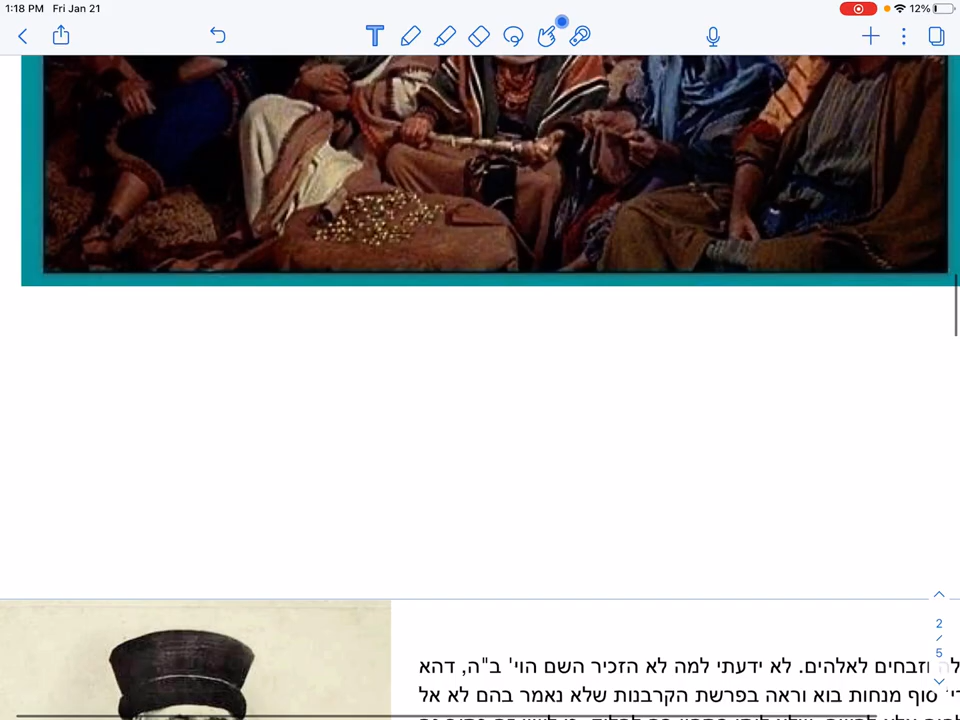 1:18 PM Fri Jan 21
12%
T
2
/
5
וזבחים לאלהים. לא ידעתי למה לא הזכיר השם הוי' ב"ה, דהא
סוף מנחות בוא וראה בפרשת הקרבנות שלא נאמר בהם לא אל